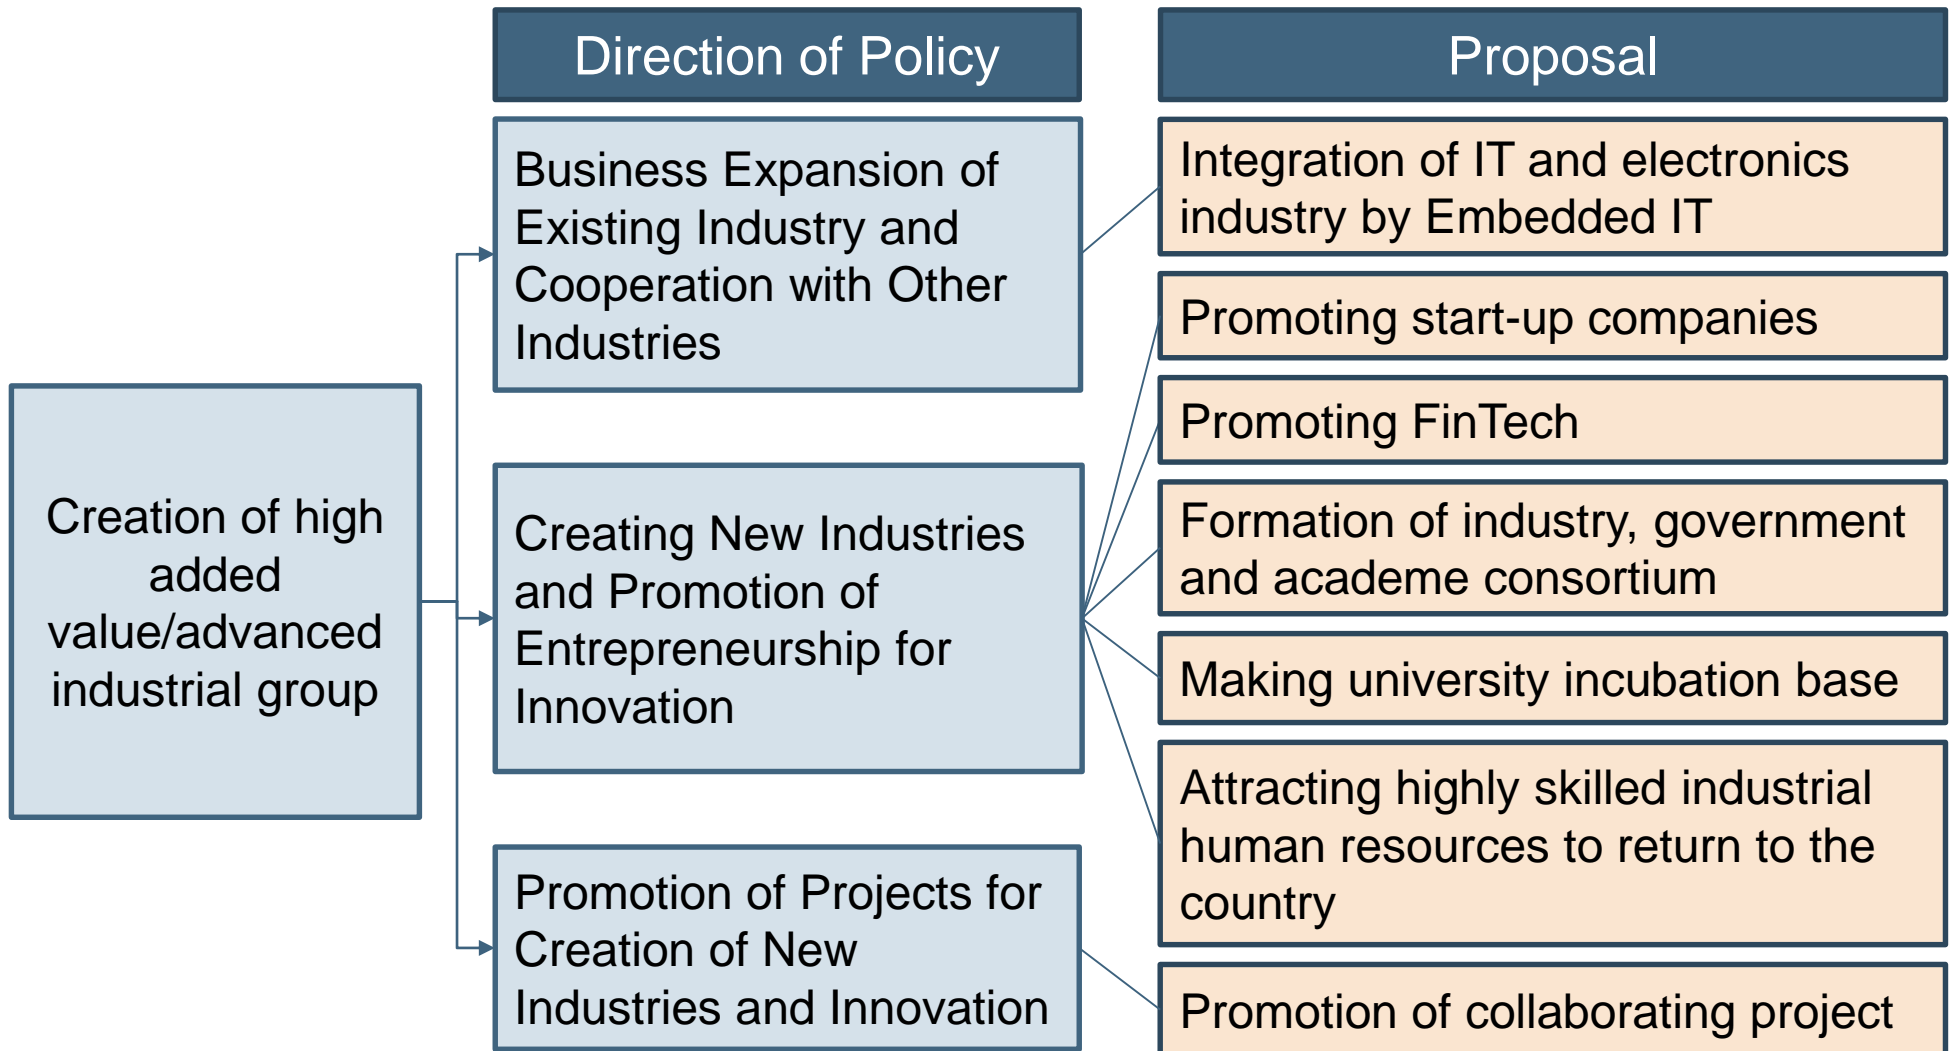 Direction of Policy
Proposal
Creation of high
added
value/advanced
industrial group
Business Expansion of
Existing Industry and
Cooperation with Other
Industries
Creating New Industries
and Promotion of
Entrepreneurship for
Innovation
Promotion of Projects for
Creation of New
Industries and Innovation
Integration of IT and electronics
industry by Embedded IT
Promoting start-up companies
Promoting FinTech
Formation of industry, government
and academe consortium
Making university incubation base
Attracting highly skilled industrial
human resources to return to the
country
Promotion of collaborating project